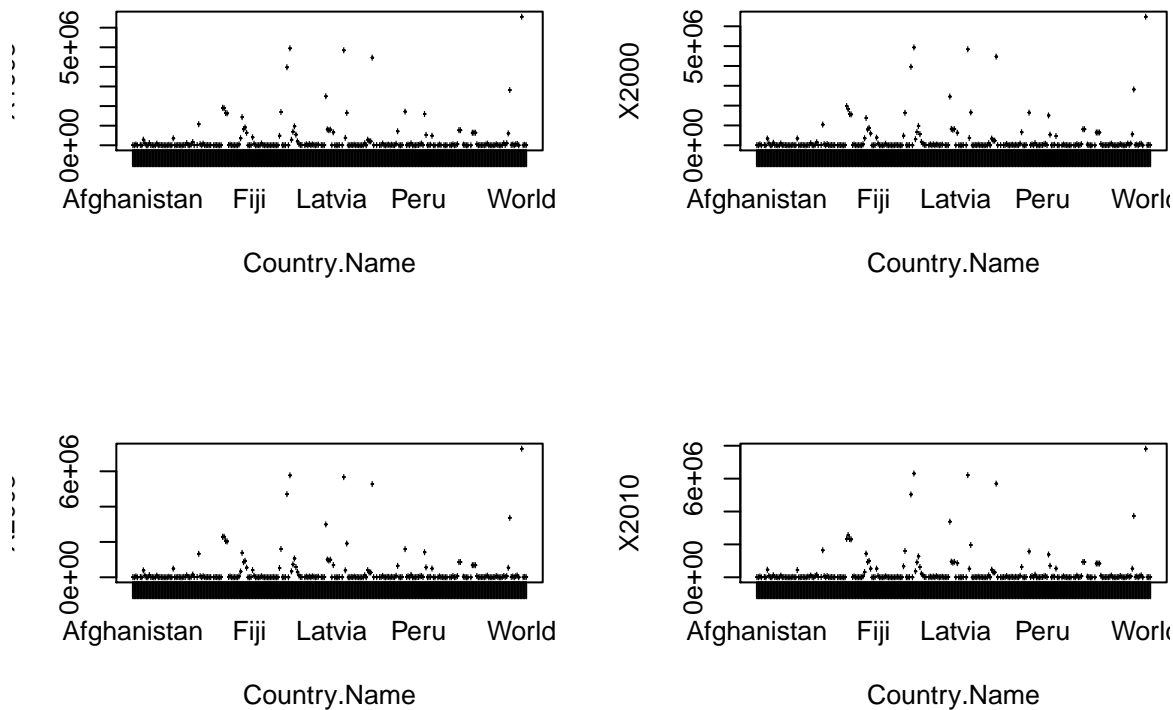 X2000
5e+06
0e+00
Afghanistan Fiji Latvia Peru World
Country.Name
5e+06
0e+00
Afghanistan Fiji Latvia Peru
Country.Name
6e+06
0e+00
Afghanistan Fiji Latvia Peru World
Country.Name
X2010
6e+06
0e+00
Afghanistan Fiji Latvia Peru
Country.Name